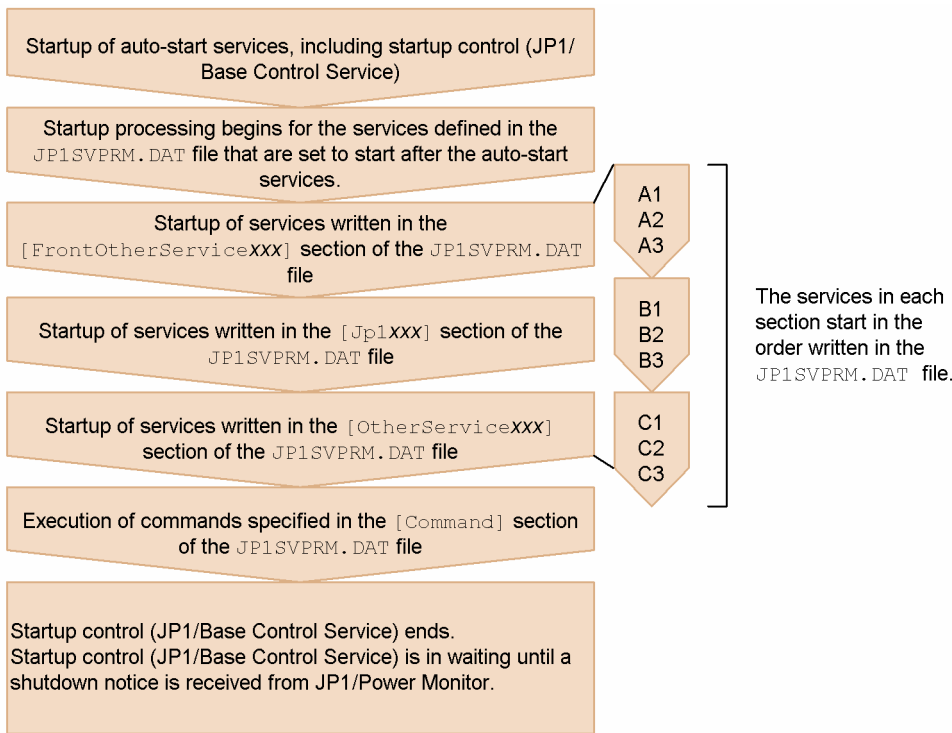 Startup of auto-start services, including startup control (JP1/
Base Control Service)
Startup processing begins for the services defined in the
JP1SVPRM.DAT file that are set to start after the auto-start
services.
Startup of services written in the
[FrontOtherServicexxx] section of the JP1SVPRM.DAT
file
Startup of services written in the [Jp1xxx] section of the
JP1SVPRM.DAT file
Startup of services written in the [OtherServicexxx]
section of the JP1SVPRM.DAT file
Execution of commands specified in the [Command] section
of the JP1SVPRM.DAT file
Startup control (JP1/Base Control Service) ends.
Startup control (JP1/Base Control Service) is in waiting until a
shutdown notice is received from JP1/Power Monitor.
A1
A2
A3
B1
B2
B3
C1
C2
C3
The services in each
section start in the
order written in the
JP1SVPRM.DAT file.